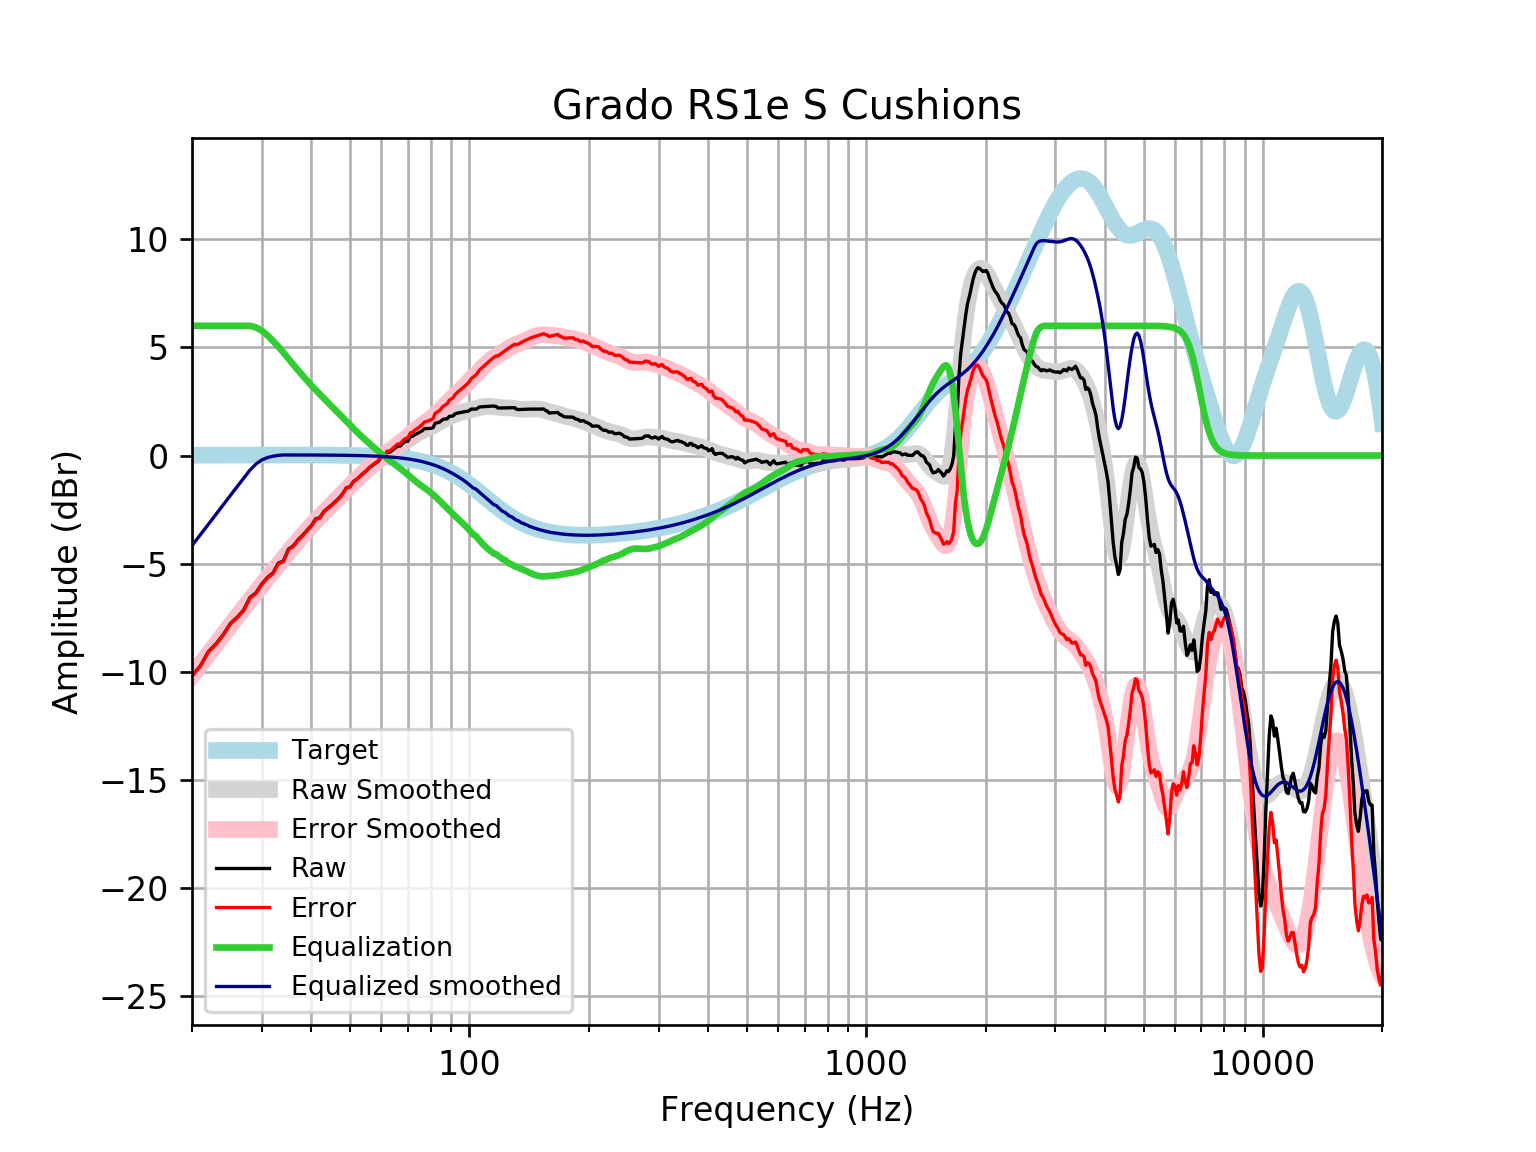 Grado RS1e S Cushions
10
5
0
−5
−10
−15
−20
−25
Amplitude (dBr)
Target
Raw Smoothed
Error Smoothed
Raw
Error
Equalization
Equalized smoothed
100 1000 10000
Frequency (Hz)